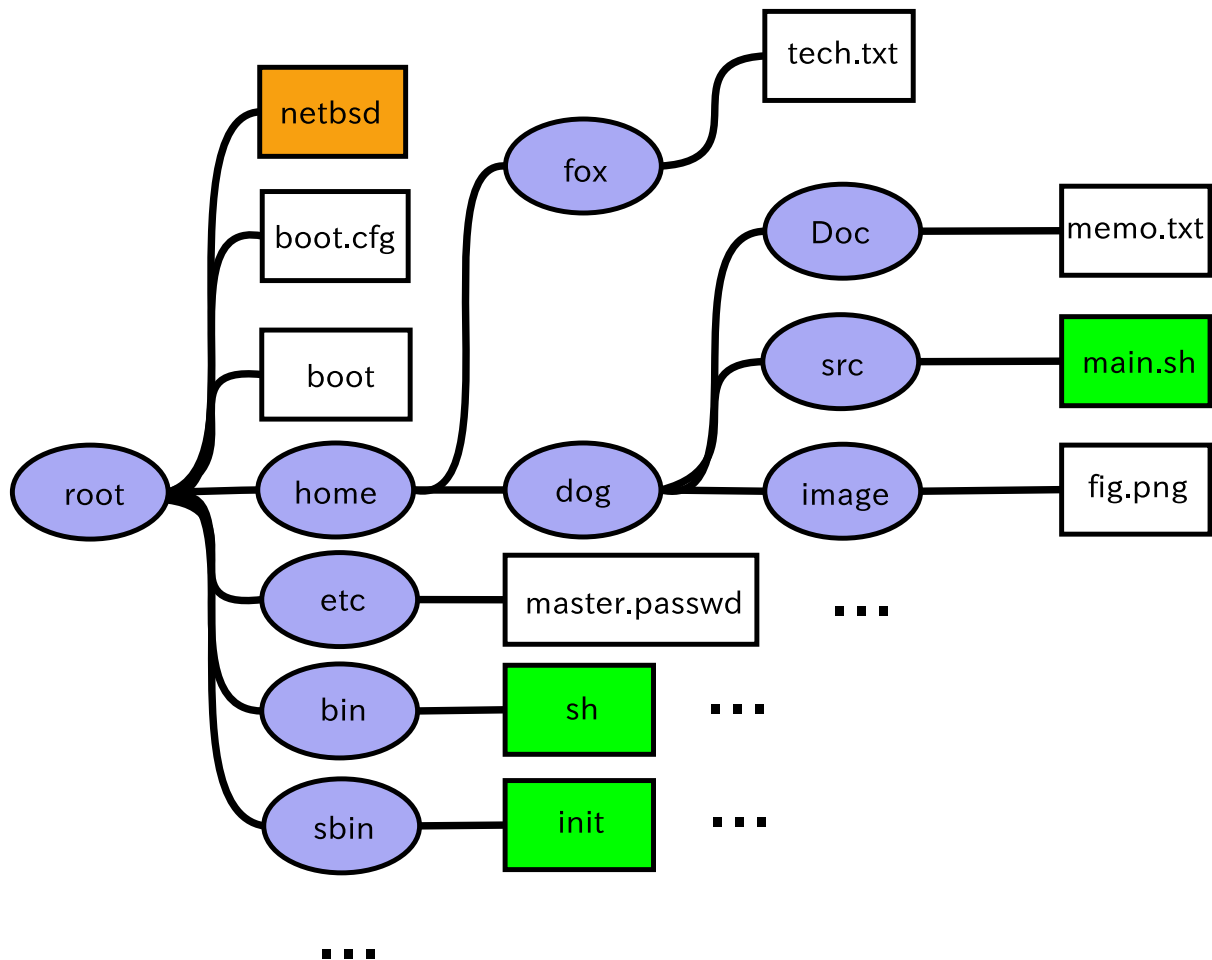 tech.txt
netbsd
fox
boot.cfg
Doc
memo.txt
boot
src
main.sh
root
home
dog
image
fig.png
etc
master.passwd
...
bin
sh
...
sbin
init
...
...